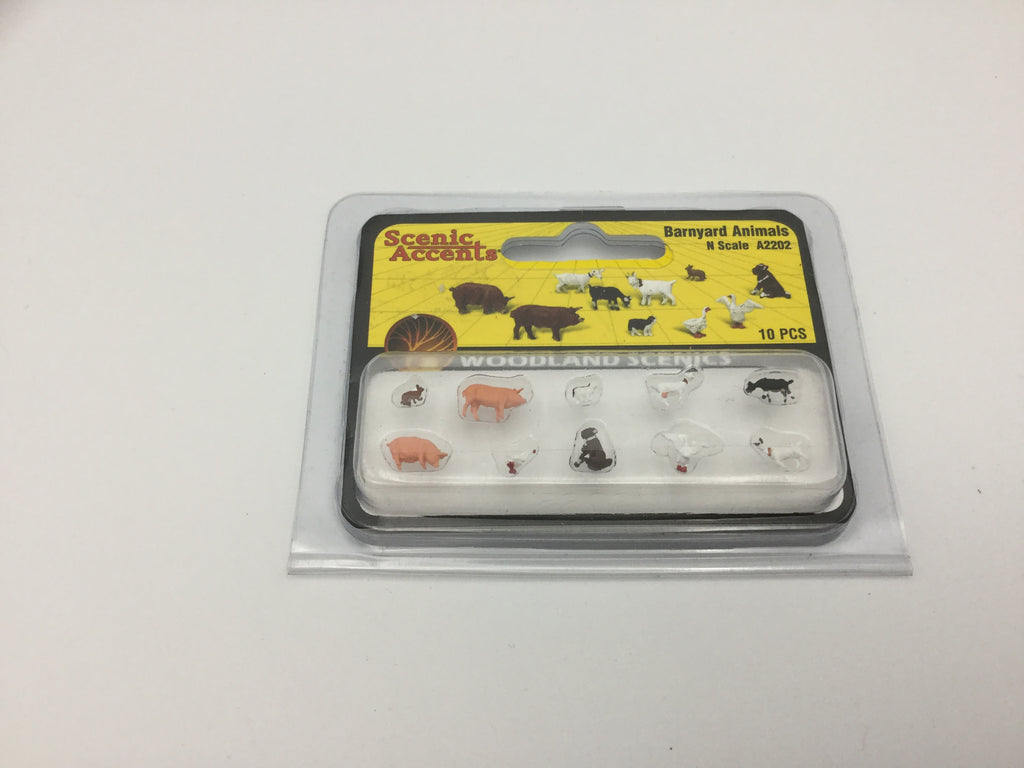 Scenic
Accents
Barnyard Animals
N Scale A2202
10 PCS
WOODLAND SCENICS